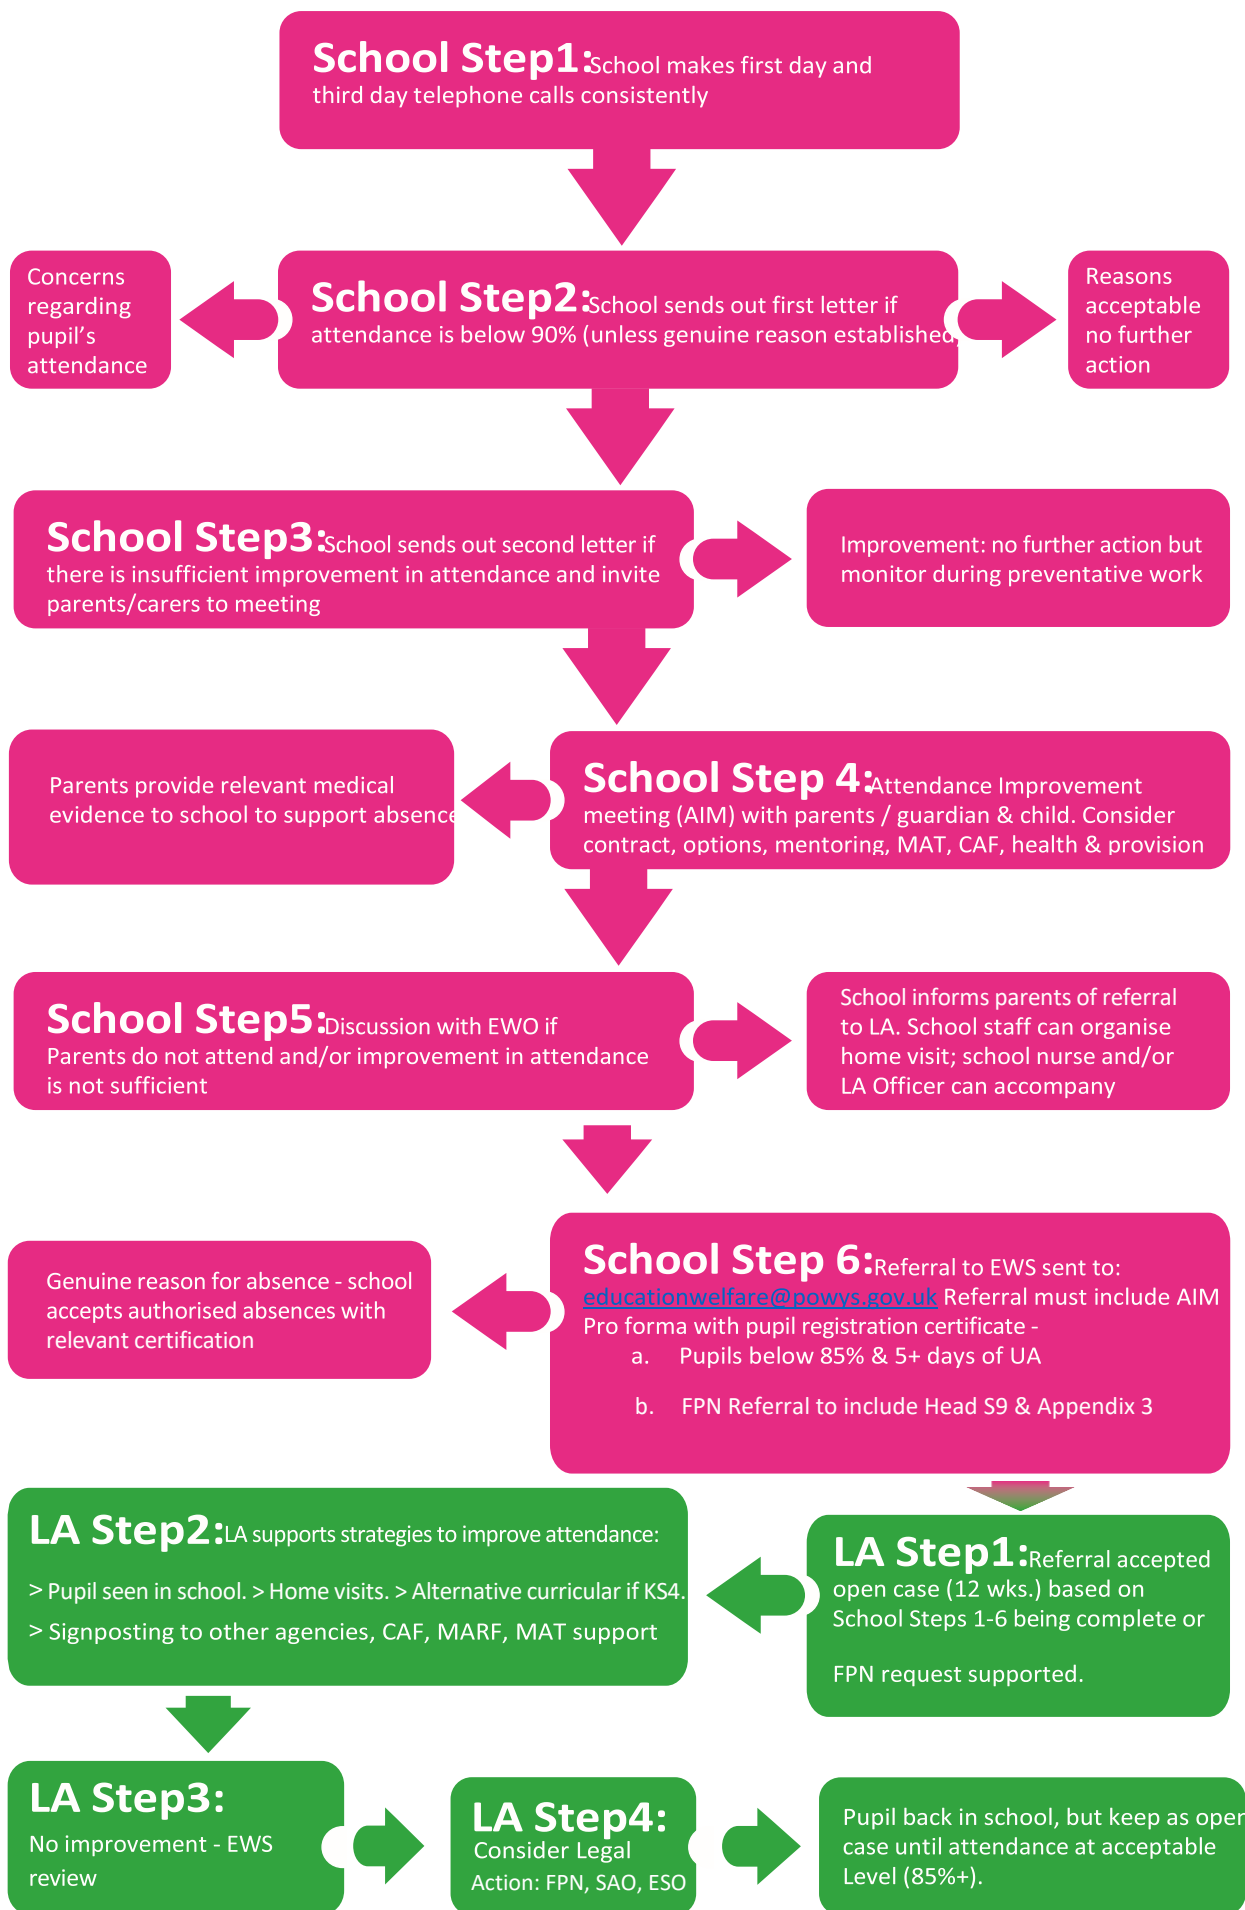 School Step1: School makes first day and
third day telephone calls consistently
Concerns
regarding
pupil's
attendance
School Step2: School sends out first letter if
attendance is below 90% (unless genuine reason established)
Reasons
acceptable
no further
action
School Step3: School sends out second letter if
there is insufficient improvement in attendance and invite
parents/carers to meeting
Improvement: no further action but
monitor during preventative work
Parents provide relevant medical
evidence to school to support absence
School Step 4: Attendance Improvement
meeting (AIM) with parents / guardian & child. Consider
contract, options, mentoring, MAT, CAF, health & provision
School Step5: Discussion with EWO if
Parents do not attend and/or improvement in attendance
is not sufficient
School informs parents of referral
to LA. School staff can organise
home visit; school nurse and/or
LA Officer can accompany
Genuine reason for absence - school
accepts authorised absences with
relevant certification
School Step 6: Referral to EWS sent to:
educationwelfare@powys.gov.uk Referral must include AIM
Pro forma with pupil registration certificate -
a. Pupils below 85% & 5+ days of UA
b. FPN Referral to include Head S9 & Appendix 3
LA Step1: Referral accepted
open case (12 wks.) based on
School Steps 1-6 being complete or
FPN request supported.
LA Step2: LA supports strategies to improve attendance:
> Pupil seen in school. > Home visits. > Alternative curricular if KS4.
> Signposting to other agencies, CAF, MARF, MAT support
LA Step3:
No improvement - EWS
review
LA Step4:
Consider Legal
Action: FPN, SAO, ESO
Pupil back in school, but keep as open
case until attendance at acceptable
Level (85%+).